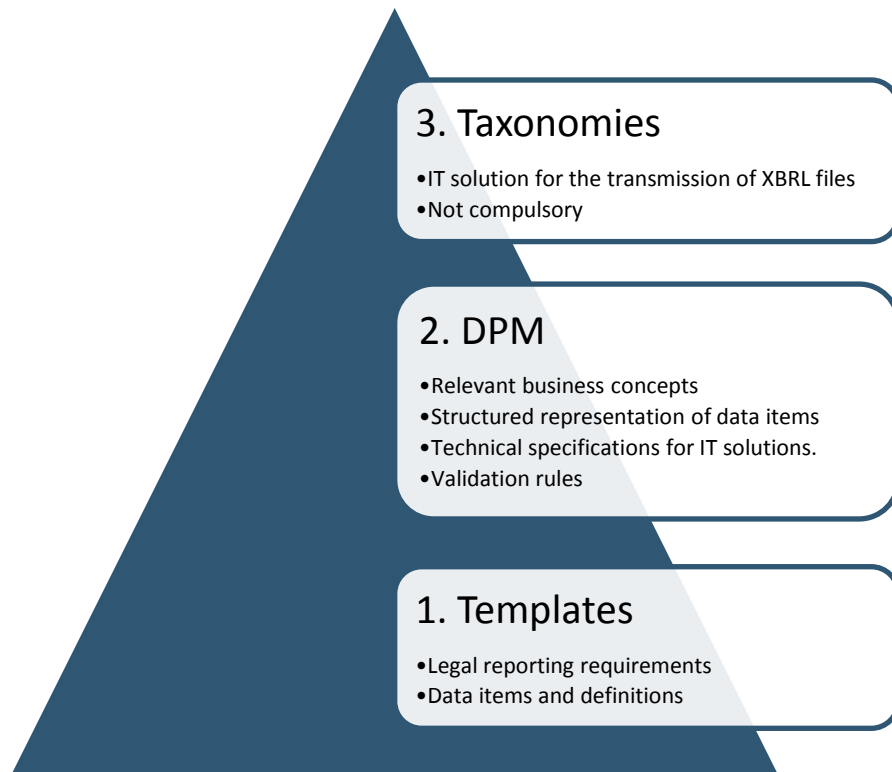 3. Taxonomies
•IT solution for the transmission of XBRL files
•Not compulsory
2. DPM
•Relevant business concepts
•Structured representation of data items
•Technical specifications for IT solutions.
•Validation rules
1. Templates
•Legal reporting requirements
•Data items and definitions